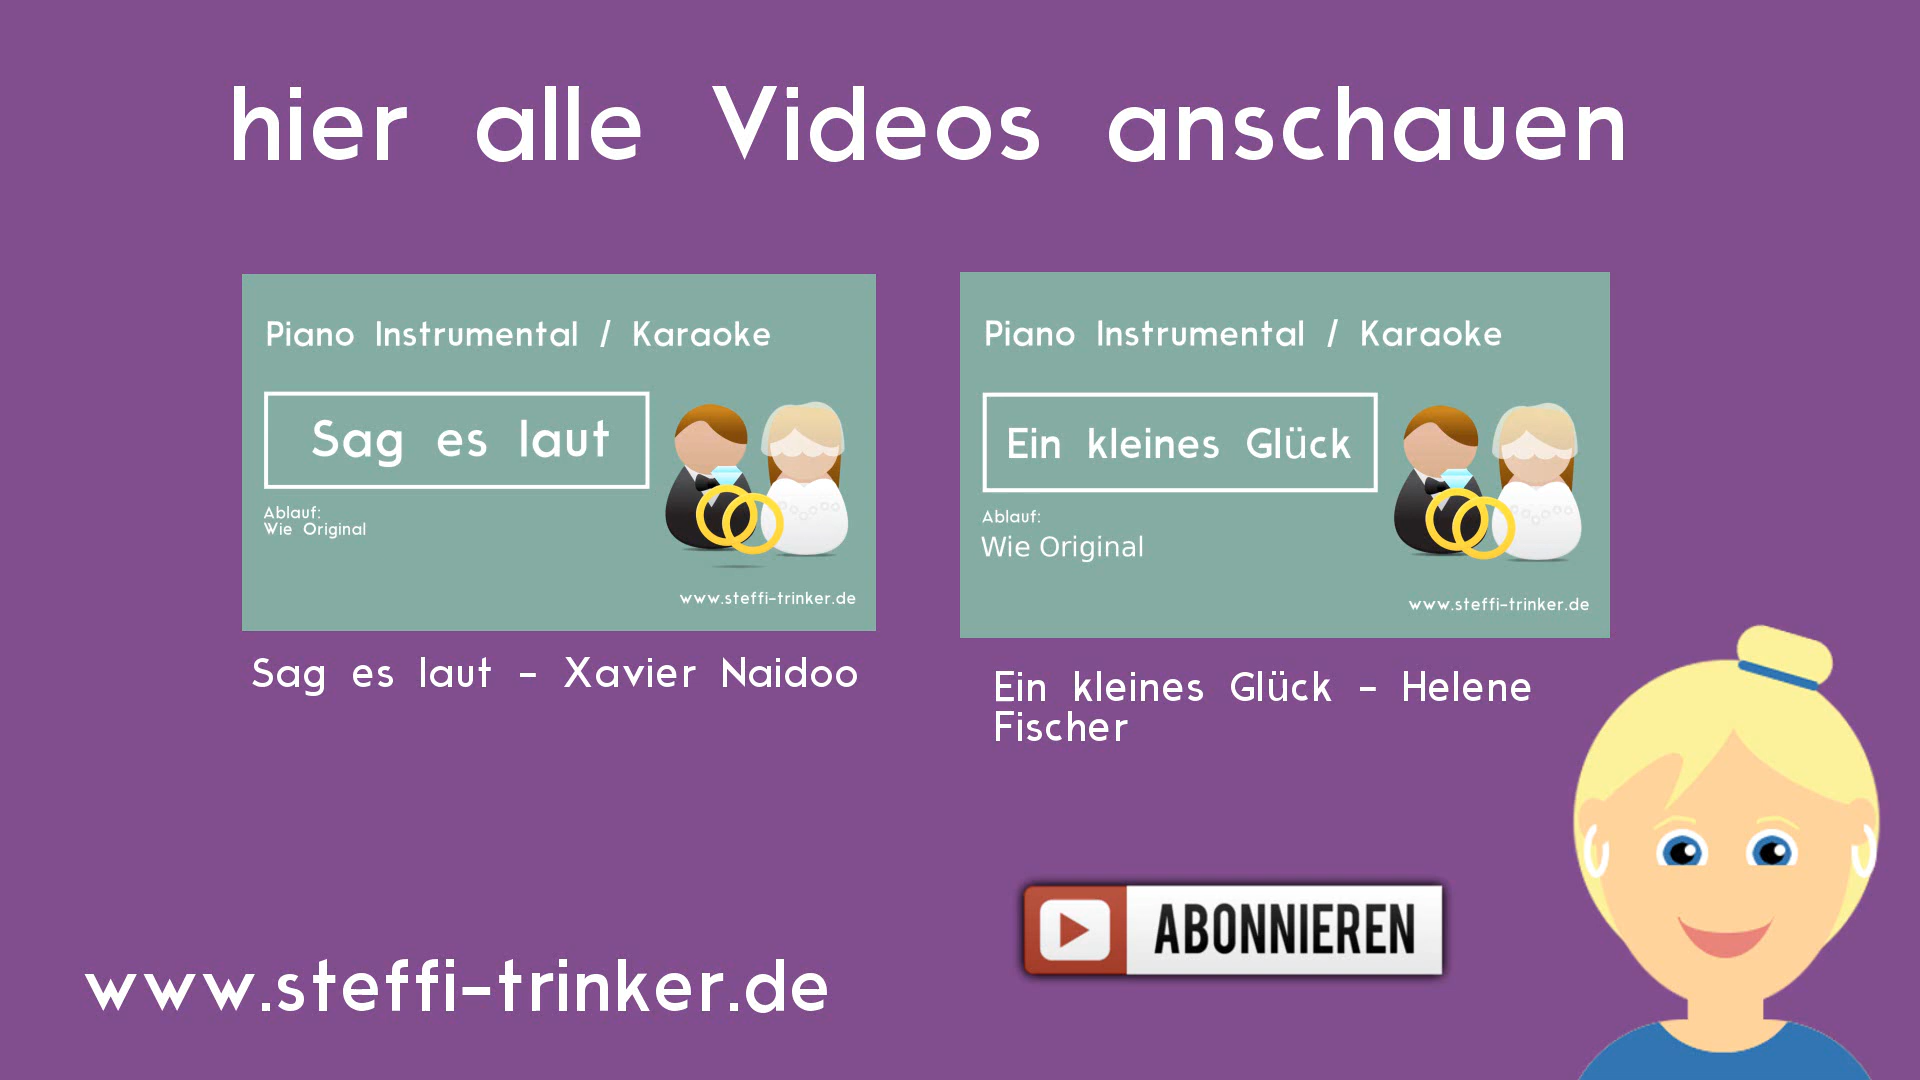 hier alle Videos anschauen
Piano Instrumental / Karaoke
Sag es laut
Ablauf:
Wie Original
www.steffi-trinker.de
Sag es laut - Xavier Naidoo
Piano Instrumental / Karaoke
Ein kleines Glück
Ablauf:
Wie Original
www.steffi-trinker.de
Ein kleines Glück - Helene
Fischer
ABONNIEREN
www.steffi-trinker.de